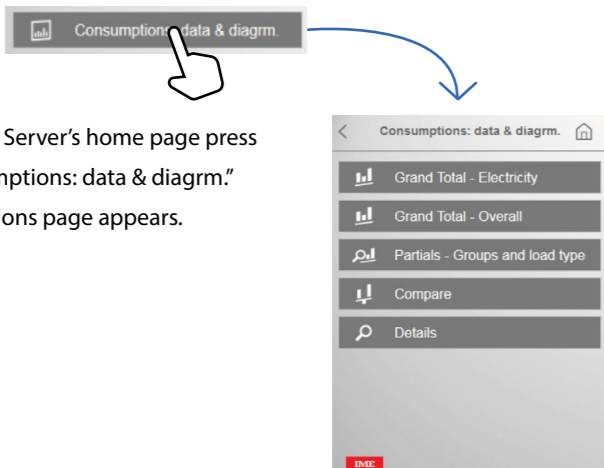 Consumptions: data & diagrm.
Server’s home page press
mptions: data & diagrm.”
ons page appears.
Consumptions: data & diagrm.
Grand Total - Electricity
Grand Total - Overall
Partials - Groups and load type
Compare
Details
IME